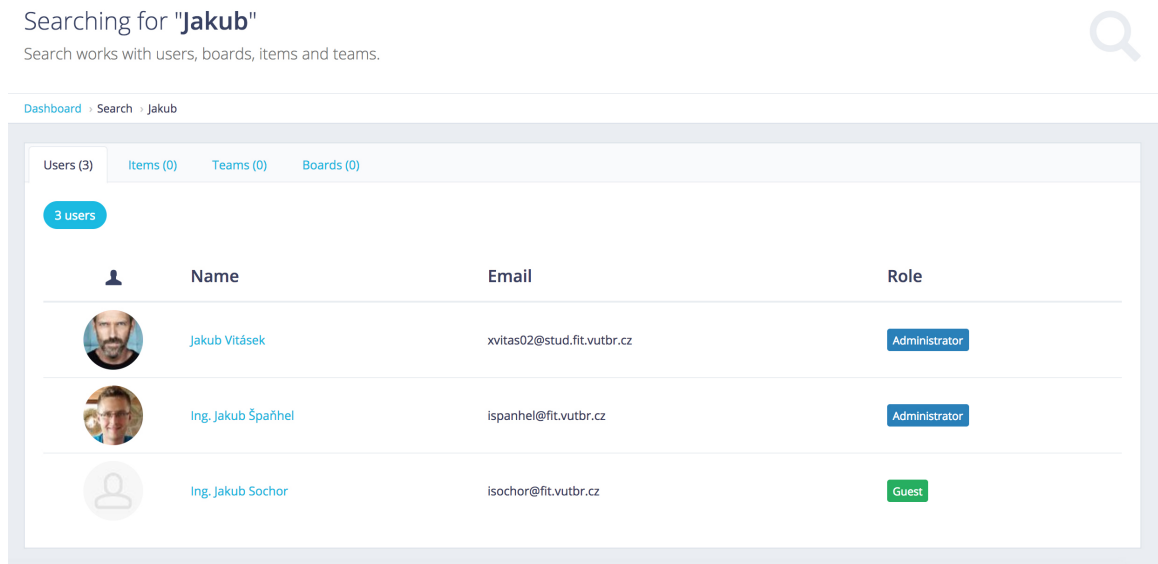 Searching for "Jakub"
Search works with users, boards, items and teams.
Dashboard › Search › Jakub
Users (3) Items (0) Teams (0) Boards (0)
3 users
Name Email Role
Jakub Vitásek xvitas02@stud.fit.vutbr.cz Administrator
Ing. Jakub Špaňhel ispanhel@fit.vutbr.cz Administrator
Ing. Jakub Sochor isochor@fit.vutbr.cz Guest